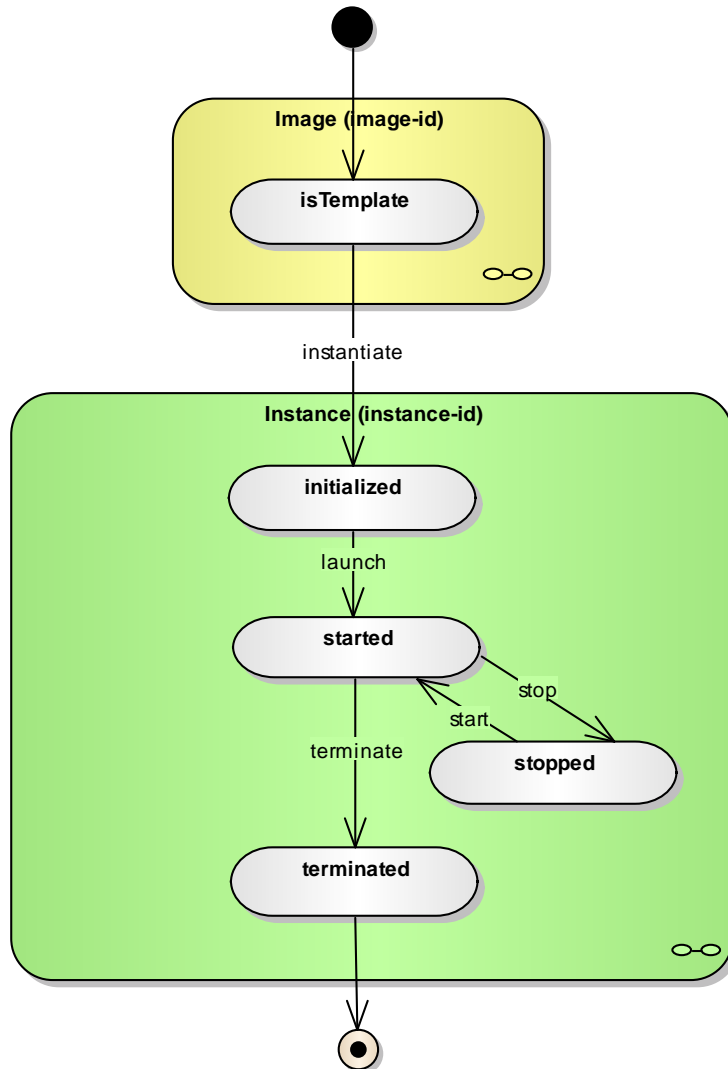 Image (image-id)
isTemplate
instantiate
Instance (instance-id)
initialized
launch
started
stop
start
terminate
stopped
terminated